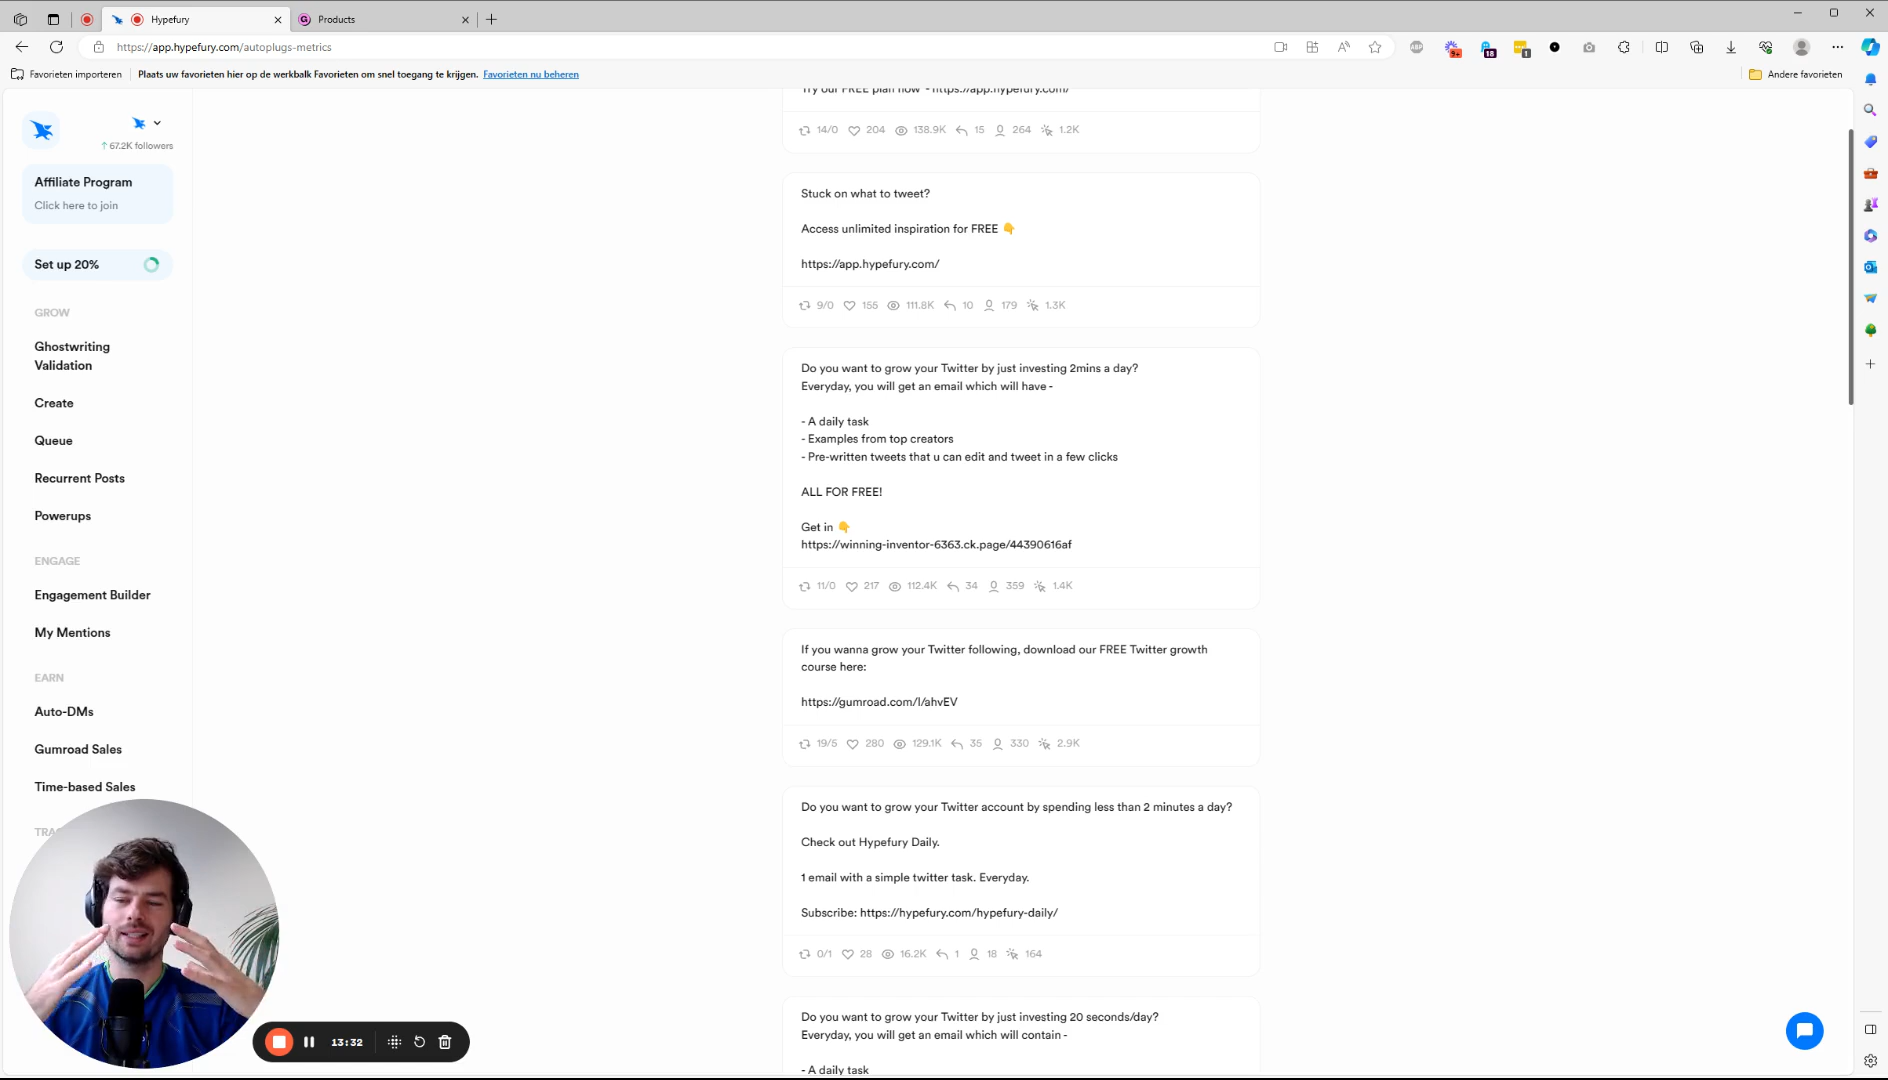 Hypefury
Products
https://app.hypefury.com/autoplugs-metrics
9+
18
1
Favorieten importeren
Plaats uw favorieten hier op de werkbalk Favorieten om snel toegang te krijgen. Favorieten nu beheren
Andere favorieten
67.2K followers
Affiliate Program
Click here to join
Set up 20%
GROW
Ghostwriting
Validation
Create
Queue
Recurrent Posts
Powerups
ENGAGE
Engagement Builder
My Mentions
EARN
Auto-DMs
Gumroad Sales
Time-based Sales
13:32
Try our FREE plan now - https://app.hypefury.com/
14/0 204 138.9K 15 264 1.2K
Stuck on what to tweet?
Access unlimited inspiration for FREE 👇
https://app.hypefury.com/
9/0 155 111.8K 10 179 1.3K
Do you want to grow your Twitter by just investing 2mins a day?
Everyday, you will get an email which will have -
- A daily task
- Examples from top creators
- Pre-written tweets that u can edit and tweet in a few clicks
ALL FOR FREE!
Get in 👇
https://winning-inventor-6363.ck.page/44390616af
11/0 217 112.4K 34 359 1.4K
If you wanna grow your Twitter following, download our FREE Twitter growth
course here:
https://gumroad.com/l/ahvEV
19/5 280 129.1K 35 330 2.9K
Do you want to grow your Twitter account by spending less than 2 minutes a day?
Check out Hypefury Daily.
1 email with a simple twitter task. Everyday.
Subscribe: https://hypefury.com/hypefury-daily/
0/1 28 16.2K 1 18 164
Do you want to grow your Twitter by just investing 20 seconds/day?
Everyday, you will get an email which will contain -
- A daily task